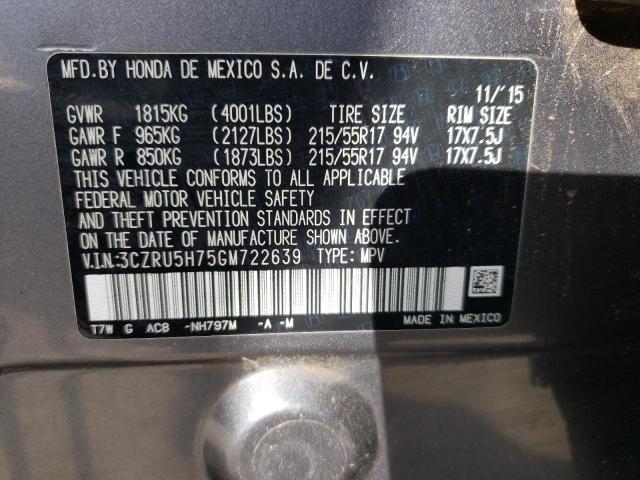 MFD.BY HONDA DE MEXICO S.A. DE C.V.
11/'15
GVWR 1815KG (4001LBS) TIRE SIZE RIM SIZE
GAWR F 965KG (2127LBS) 215/55R17 94V 17X7.5J
GAWR R 850KG (1873LBS) 215/55R17 94V 17X7.5J
THIS VEHICLE CONFORMS TO ALL APPLICABLE
FEDERAL MOTOR VEHICLE SAFETY
AND THEFT PREVENTION STANDARDS IN EFFECT
ON THE DATE OF MANUFACTURE SHOWN ABOVE.
V.I.N:3CZRU5H75GM722639 TYPE:MPV
T7W G AC8 -NH797M -A -M MADE IN MEXICO